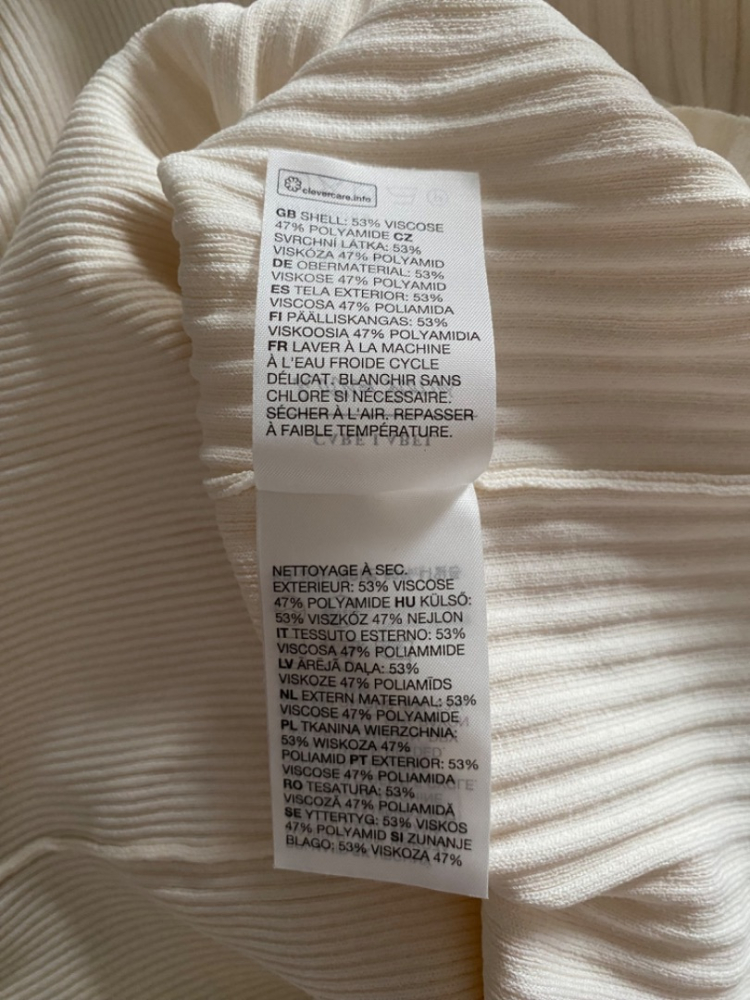 clevercare.info
GB SHELL: 53% VISCOSE
47% POLYAMIDE CZ
SVRCHNÍ LÁTKA: 53%
VISKÓZA 47% POLYAMID
DE OBERMATERIAL: 53%
VISKOSE 47% POLYAMID
ES TELA EXTERIOR: 53%
VISCOSA 47% POLIAMIDA
FI PÄÄLLISKANGAS: 53%
VISKOOSIA 47% POLYAMIDIA
FR LAVER À LA MACHINE
À L'EAU FROIDE CYCLE
DÉLICAT. BLANCHIR SANS
CHLORE SI NÉCESSAIRE.
SÉCHER À L'AIR. REPASSER
À FAIBLE TEMPÉRATURE.
CARE LABEL
NETTOYAGE À SEC.
EXTERIEUR: 53% VISCOSE
47% POLYAMIDE HU KÜLSŐ:
53% VISZKÓZ 47% NEJLON
IT TESSUTO ESTERNO: 53%
VISCOSA 47% POLIAMMIDE
LV ĀRĒJĀ DAĻA: 53%
VISKOZE 47% POLIAMĪDS
NL EXTERN MATERIAAL: 53%
VISCOSE 47% POLYAMIDE
PL TKANINA WIERZCHNIA:
53% WISKOZA 47%
POLIAMID PT EXTERIOR: 53%
VISCOSE 47% POLIAMIDA
RO TESATURA: 53%
VISCOZĂ 47% POLIAMIDĂ
SE YTTERTYG: 53% VISKOS
47% POLYAMID SI ZUNANJE
BLAGO: 53% VISKOZA 47%